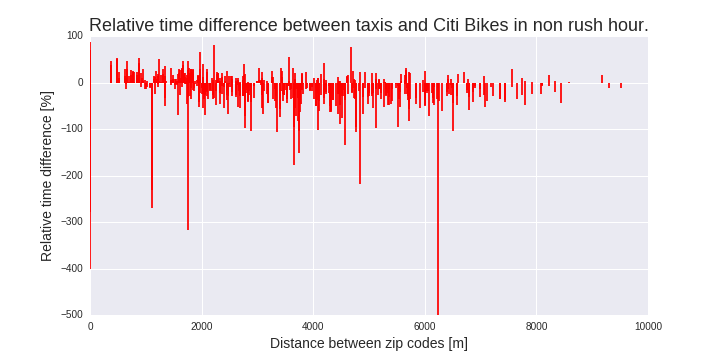 Relative time difference between taxis and Citi Bikes in non rush hour.
Relative time difference [%]
100
0
−100
−200
−300
−400
−500
0 2000 4000 6000 8000 10000
Distance between zip codes [m]